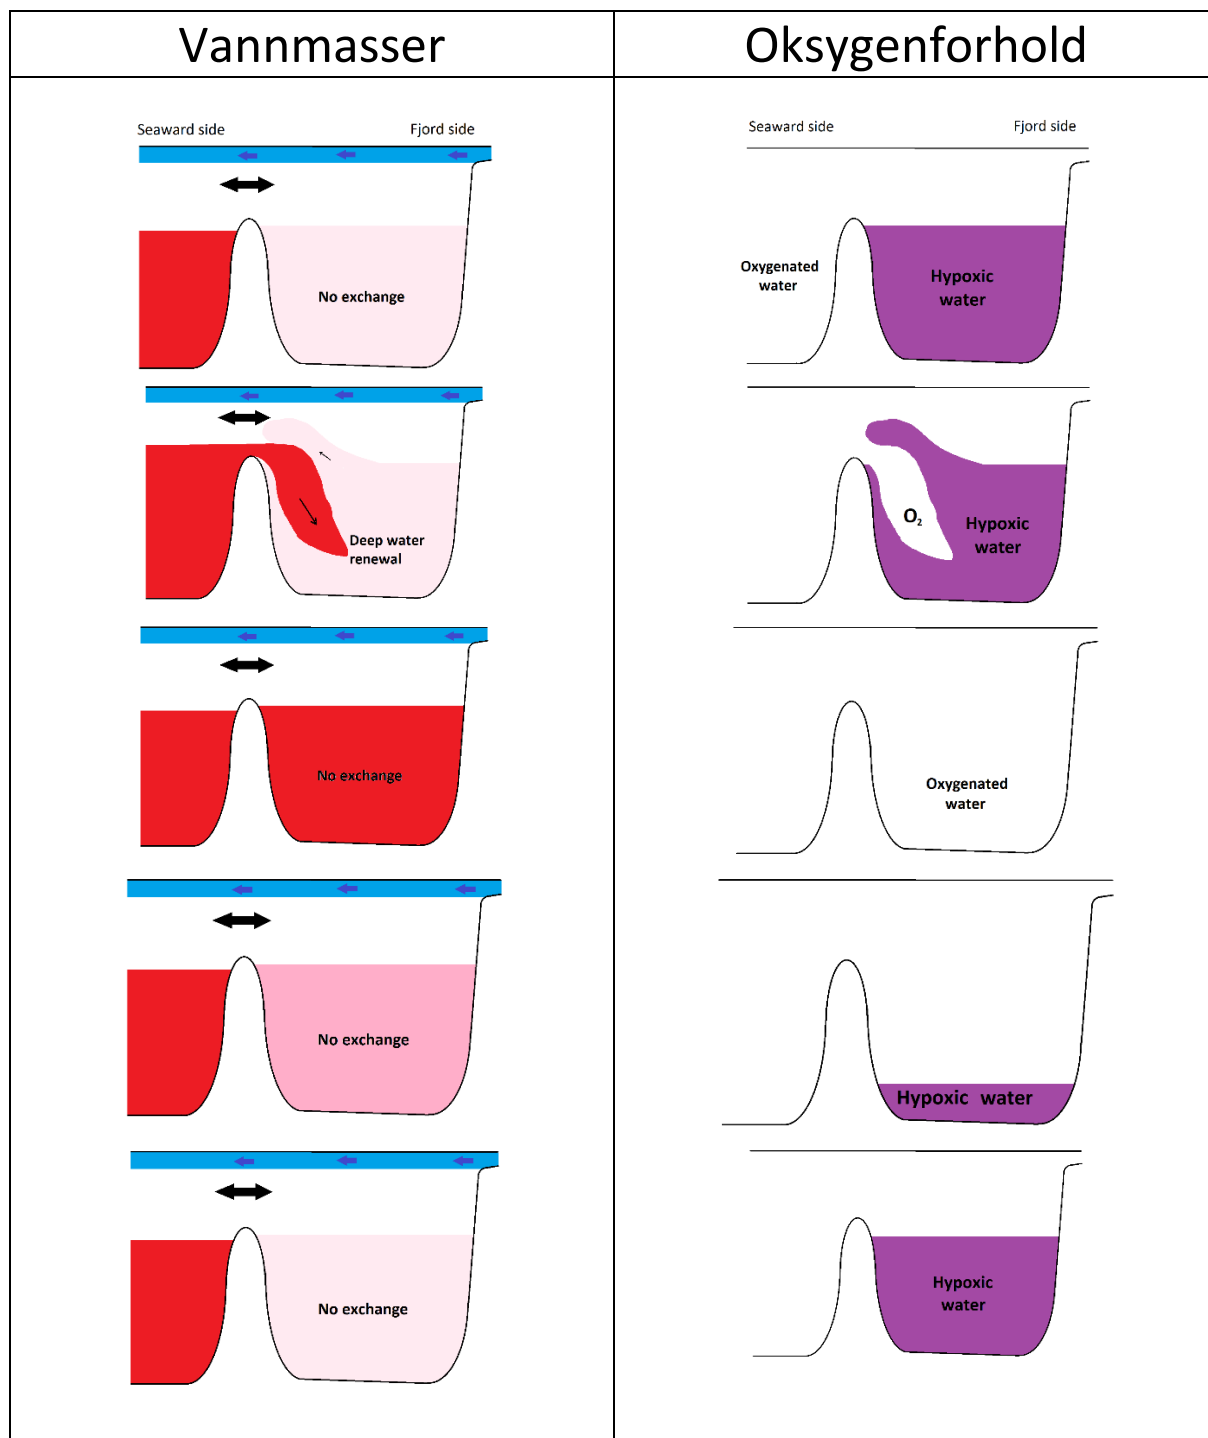 Vannmasser
Oksygenforhold
Seaward side
Fjord side
No exchange
Seaward side
Fjord side
Oxygenated
water
Hypoxic
water
Deep water
renewal
O₂
Hypoxic
water
No exchange
Oxygenated
water
No exchange
Hypoxic water
No exchange
Hypoxic
water